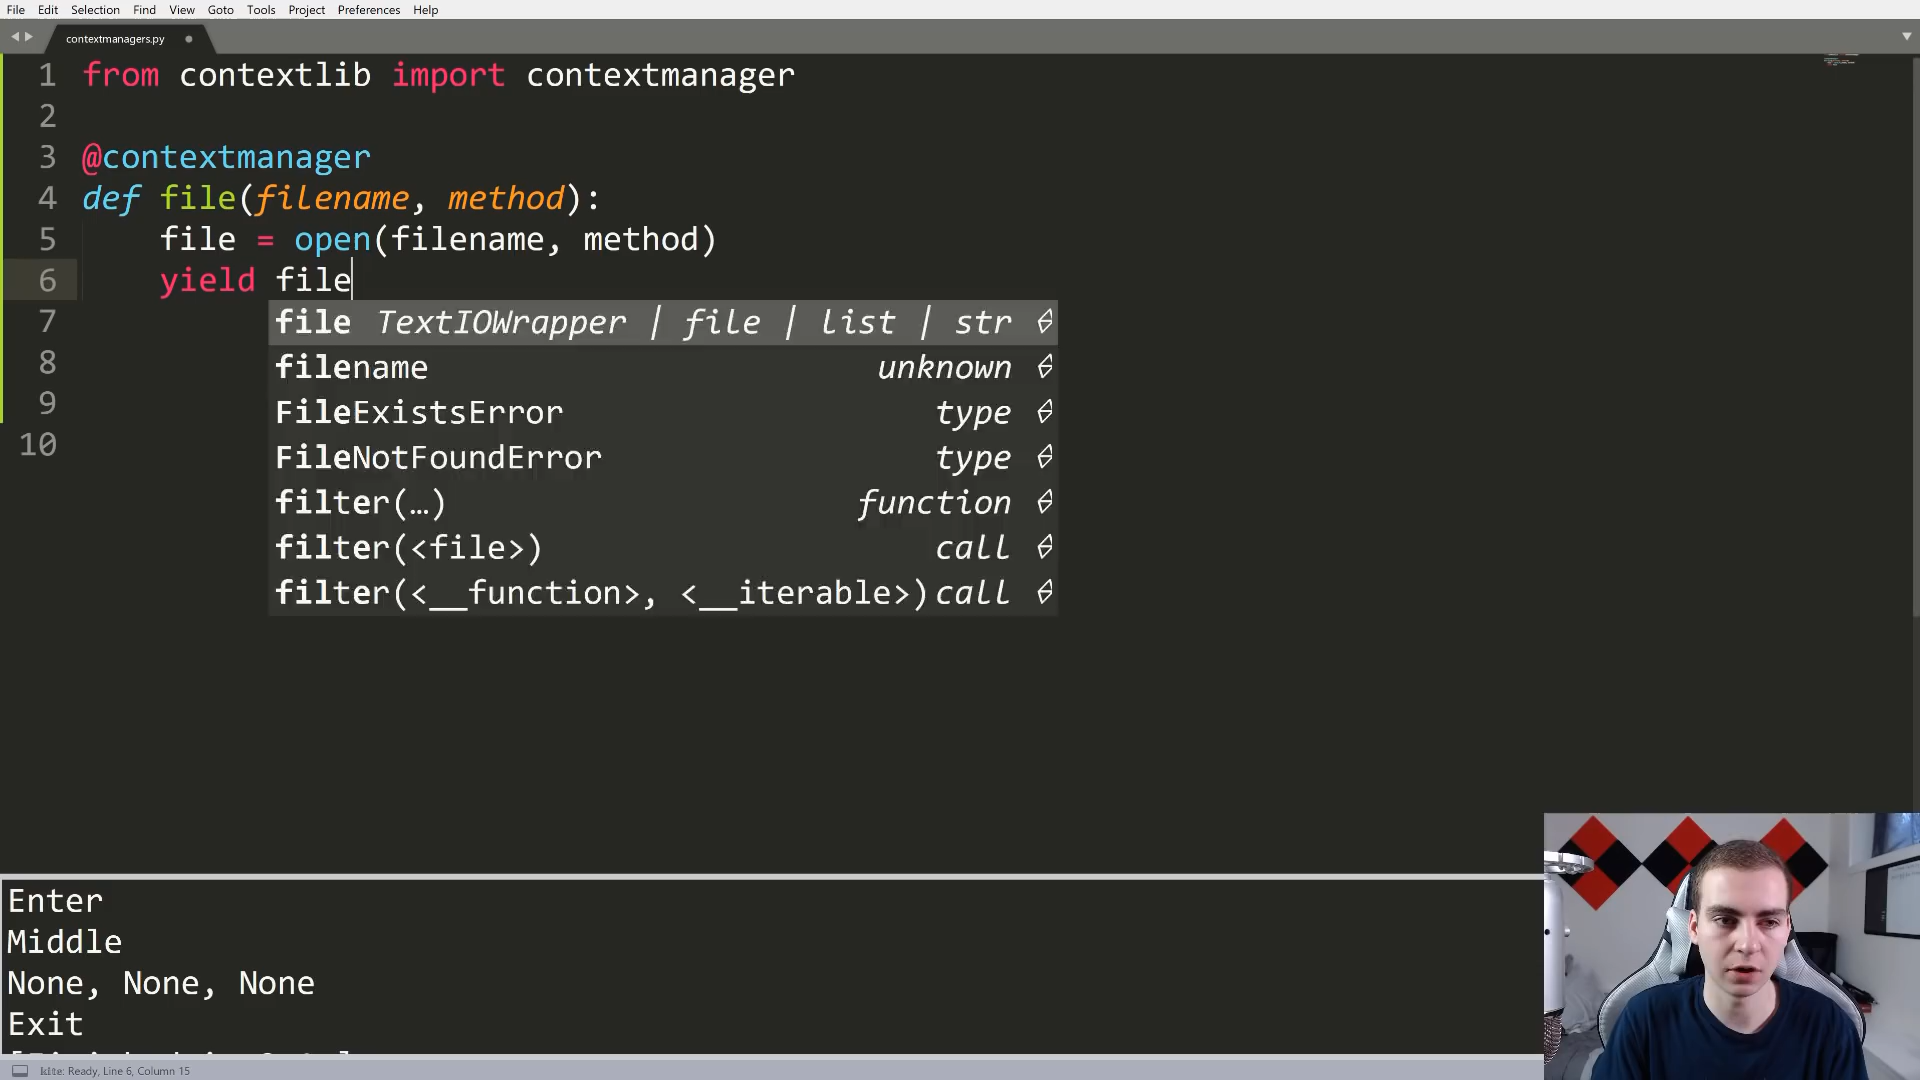 File Edit Selection Find View Goto Tools Project Preferences Help
contextmanagers.py
1 from contextlib import contextmanager
2
3 @contextmanager
4 def file(filename, method):
5 file = open(filename, method)
6 yield file
7 file TextIOWrapper | file | list | str
8 filename unknown
9 FileExistsError type
10 FileNotFoundError type
filter(…) function
filter(<file>) call
filter(<__function>, <__iterable>) call
Enter
Middle
None, None, None
Exit
kite: Ready, Line 6, Column 15